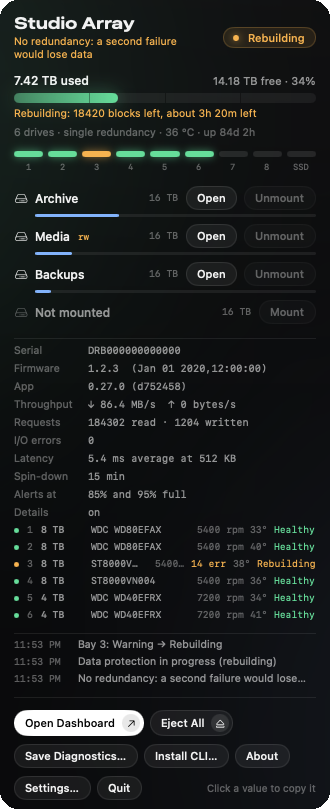 Studio Array
No redundancy: a second failure
would lose data
Rebuilding
7.42 TB used
14.18 TB free · 34%
Rebuilding: 18420 blocks left, about 3h 20m left
6 drives · single redundancy · 36 °C · up 84d 2h
1 2 3 4 5 6 7 8 SSD
Archive 16 TB Open Unmount
Media rw 16 TB Open Unmount
Backups 16 TB Open Unmount
Not mounted 16 TB Mount
Serial DRB000000000000
Firmware 1.2.3 (Jan 01 2020,12:00:00)
App 0.27.0 (d752458)
Throughput ↓ 86.4 MB/s ↑ 0 bytes/s
Requests 184302 read · 1204 written
I/O errors 0
Latency 5.4 ms average at 512 KB
Spin-down 15 min
Alerts at 85% and 95% full
Details on
1 8 TB WDC WD80EFAX 5400 rpm 33° Healthy
2 8 TB WDC WD80EFAX 5400 rpm 40° Healthy
3 8 TB ST8000V… 5400… 14 err 38° Rebuilding
4 8 TB ST8000VN004 5400 rpm 36° Healthy
5 4 TB WDC WD40EFRX 7200 rpm 34° Healthy
6 4 TB WDC WD40EFRX 7200 rpm 41° Healthy
11:53 PM Bay 3: Warning → Rebuilding
11:53 PM Data protection in progress (rebuilding)
11:53 PM No redundancy: a second failure would lose…
Open Dashboard ↗ Eject All
Save Diagnostics… Install CLI… About
Settings… Quit Click a value to copy it